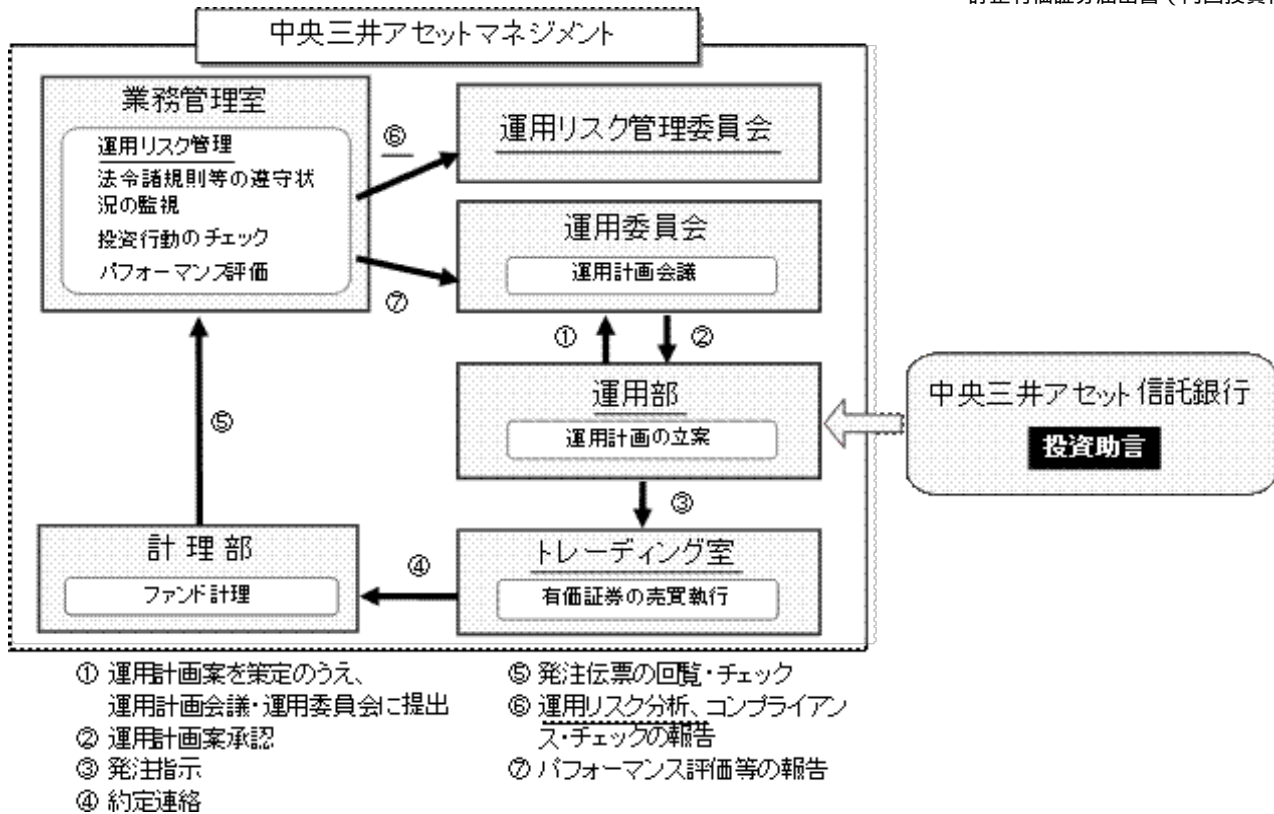 中央三井アセットマネジメント
業務管理室
運用リスク管理
法令諸規則等の遵守状
況の監視
投資行動のチェック
パフォーマンス評価
⑥
運用リスク管理委員会
運用委員会
運用計画会議
⑦
①
②
運用部
運用計画の立案
中央三井アセット信託銀行
投資助言
⑤
③
計理部
ファンド計理
④
トレーディング室
有価証券の売買執行
① 運用計画案を策定のうえ、
運用計画会議・運用委員会に提出
② 運用計画案承認
③ 発注指示
④ 約定連絡
⑤ 発注伝票の回覧・チェック
⑥ 運用リスク分析、コンプライアン
ス・チェックの報告
⑦ パフォーマンス評価等の報告